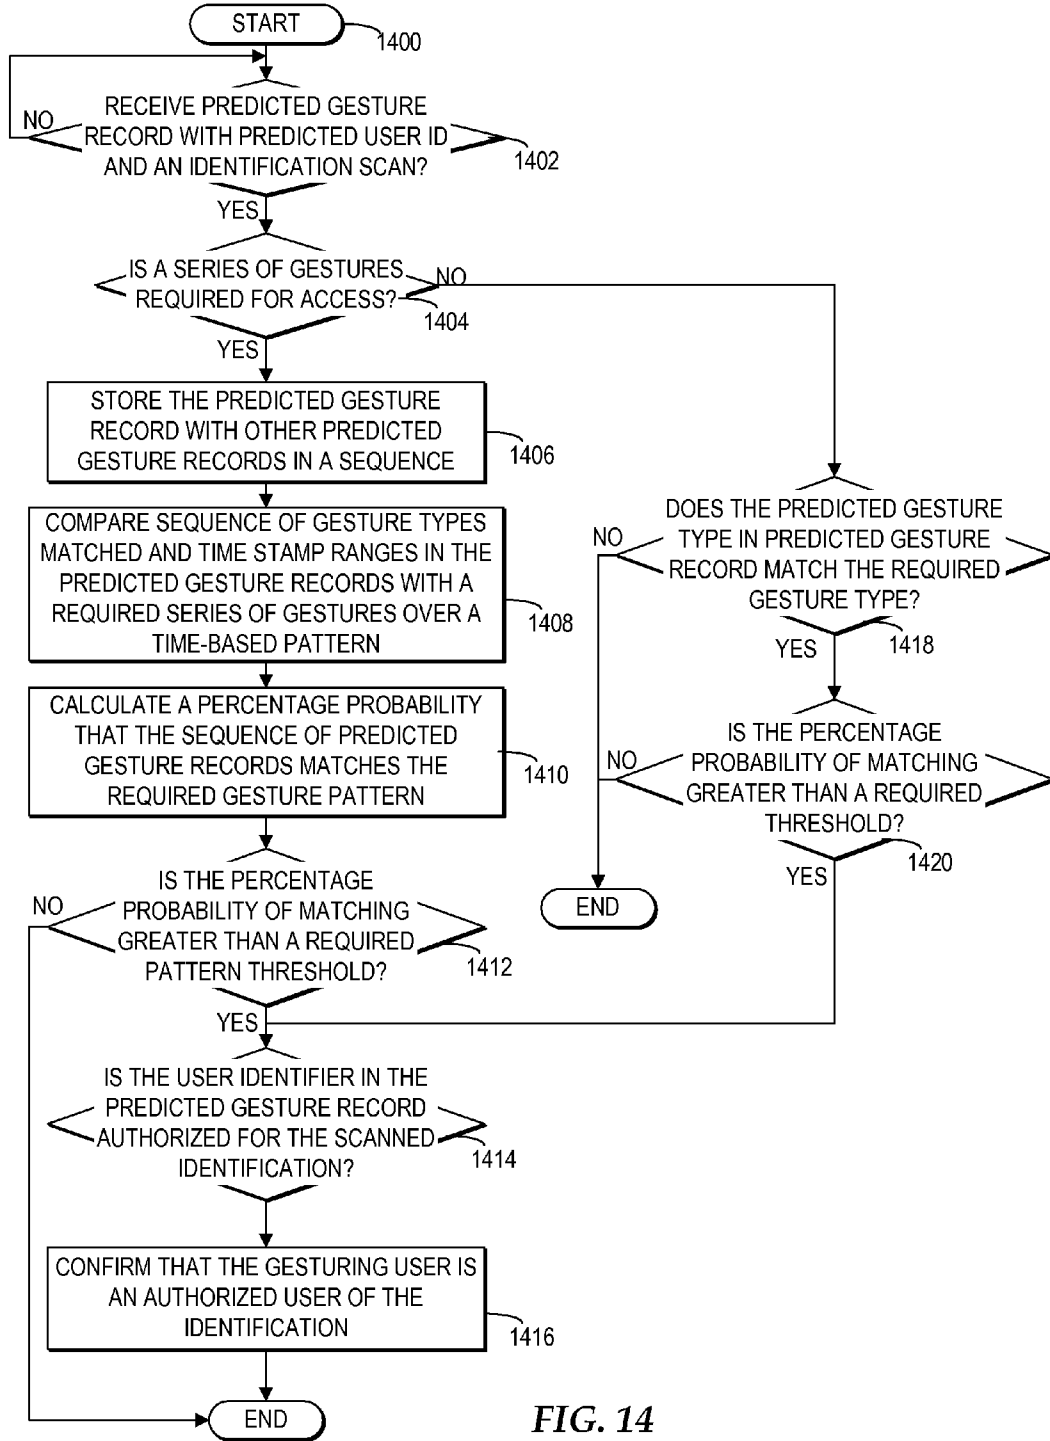 START
1400
NO
RECEIVE PREDICTED GESTURE
RECORD WITH PREDICTED USER ID
AND AN IDENTIFICATION SCAN?
1402
YES
IS A SERIES OF GESTURES
REQUIRED FOR ACCESS?
NO
1404
YES
STORE THE PREDICTED GESTURE
RECORD WITH OTHER PREDICTED
GESTURE RECORDS IN A SEQUENCE
1406
COMPARE SEQUENCE OF GESTURE TYPES
MATCHED AND TIME STAMP RANGES IN THE
PREDICTED GESTURE RECORDS WITH A
REQUIRED SERIES OF GESTURES OVER A
TIME-BASED PATTERN
1408
CALCULATE A PERCENTAGE PROBABILITY
THAT THE SEQUENCE OF PREDICTED
GESTURE RECORDS MATCHES THE
REQUIRED GESTURE PATTERN
1410
NO
IS THE PERCENTAGE
PROBABILITY OF MATCHING
GREATER THAN A REQUIRED
PATTERN THRESHOLD?
1412
YES
IS THE USER IDENTIFIER IN THE
PREDICTED GESTURE RECORD
AUTHORIZED FOR THE SCANNED
IDENTIFICATION?
1414
CONFIRM THAT THE GESTURING USER IS
AN AUTHORIZED USER OF THE
IDENTIFICATION
1416
END
NO
DOES THE PREDICTED GESTURE
TYPE IN PREDICTED GESTURE
RECORD MATCH THE REQUIRED
GESTURE TYPE?
1418
YES
NO
IS THE PERCENTAGE
PROBABILITY OF MATCHING
GREATER THAN A REQUIRED
THRESHOLD?
1420
YES
END
FIG. 14